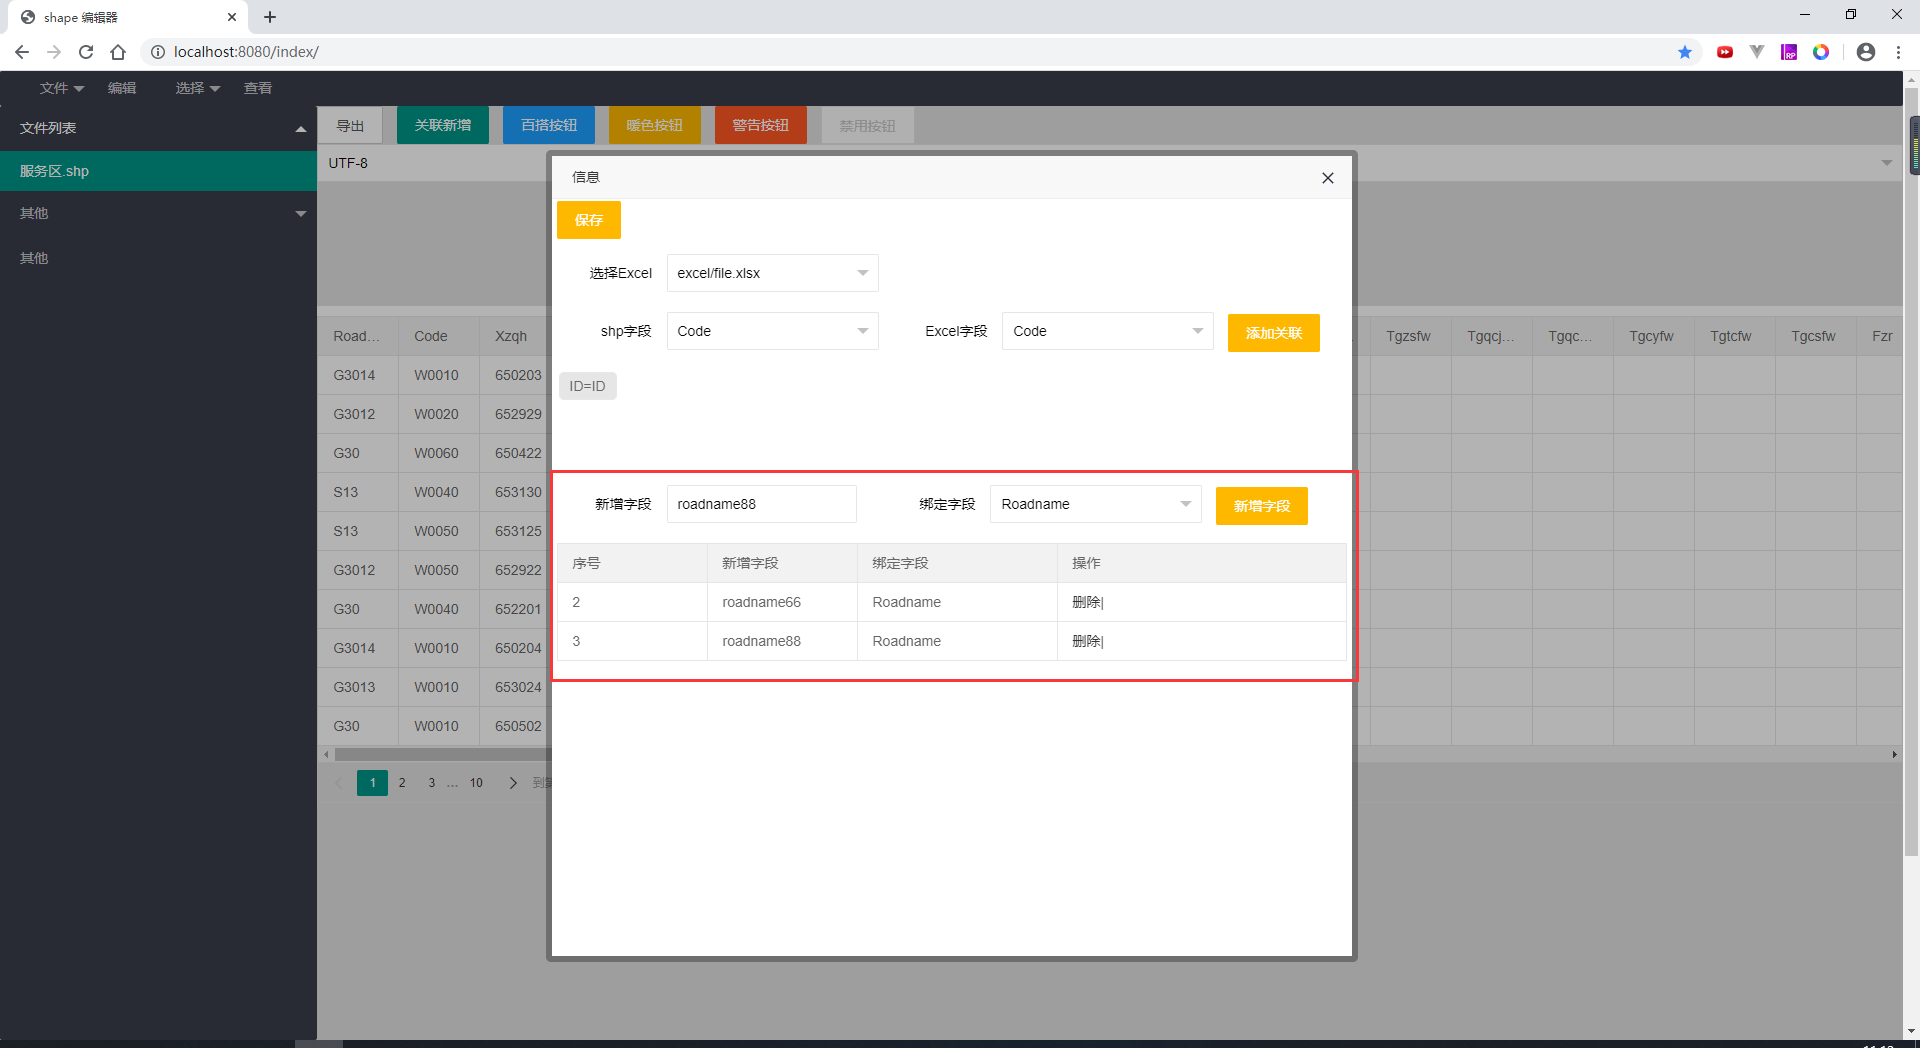 shape 编辑器
localhost:8080/index/
文件 编辑 选择 查看
文件列表
服务区.shp
其他
其他
导出 关联新增 百搭按钮 暖色按钮 警告按钮 禁用按钮
UTF-8
信息
保存
选择Excel excel/file.xlsx
shp字段 Code Excel字段 Code 添加关联
ID=ID
新增字段 roadname88 绑定字段 Roadname 新增字段
序号 新增字段 绑定字段 操作
2 roadname66 Roadname 删除|
3 roadname88 Roadname 删除|
Road... Code Xzqh Tgzsfw Tgqcj... Tgqc... Tgcyfw Tgtcfw Tgcsfw Fzr
G3014 W0010 650203
G3012 W0020 652929
G30 W0060 650422
S13 W0040 653130
S13 W0050 653125
G3012 W0050 652922
G30 W0040 652201
G3014 W0010 650204
G3013 W0010 653024
G30 W0010 650502
1 2 3 ... 10 到